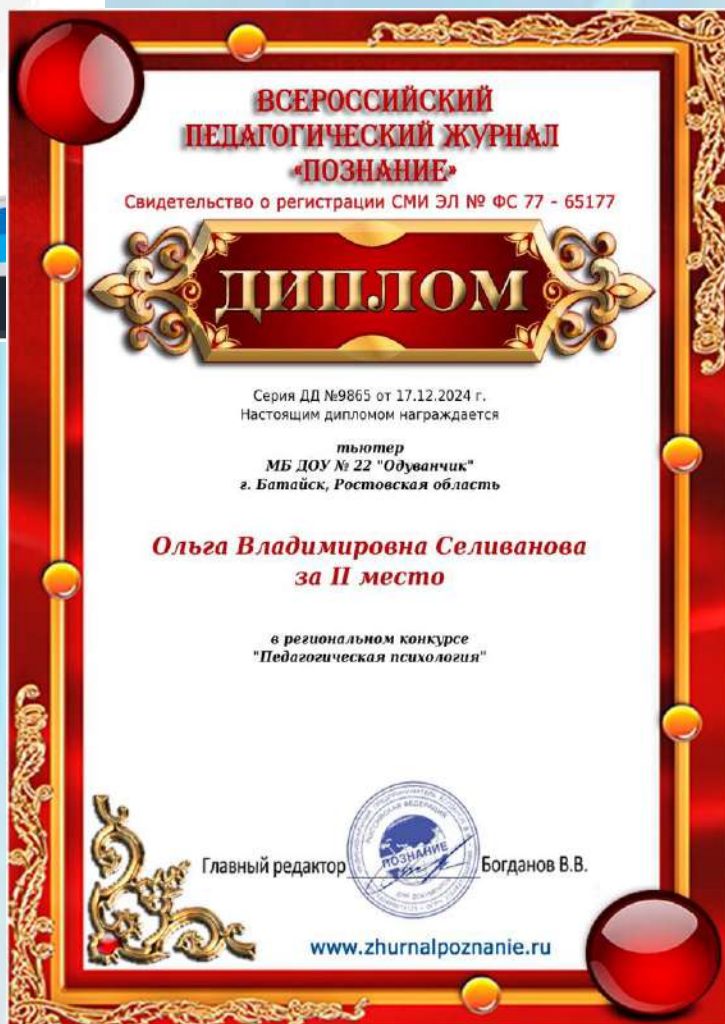 ВСЕРОССИЙСКИЙ
ПЕДАГОГИЧЕСКИЙ ЖУРНАЛ
«ПОЗНАНИЕ»
Свидетельство о регистрации СМИ ЭЛ № ФС 77 - 65177
ДИПЛОМ
Серия ДД №9865 от 17.12.2024 г.
Настоящим дипломом награждается
тьютер
МБ ДОУ № 22 "Одуванчик"
г. Батайск, Ростовская область
Ольга Владимировна Селиванова
за II место
в региональном конкурсе
"Педагогическая психология"
РОССИЙСКАЯ ФЕДЕРАЦИЯ
ПОЗНАНИЕ
Главный редактор Богданов В.В.
www.zhurnalpoznanie.ru